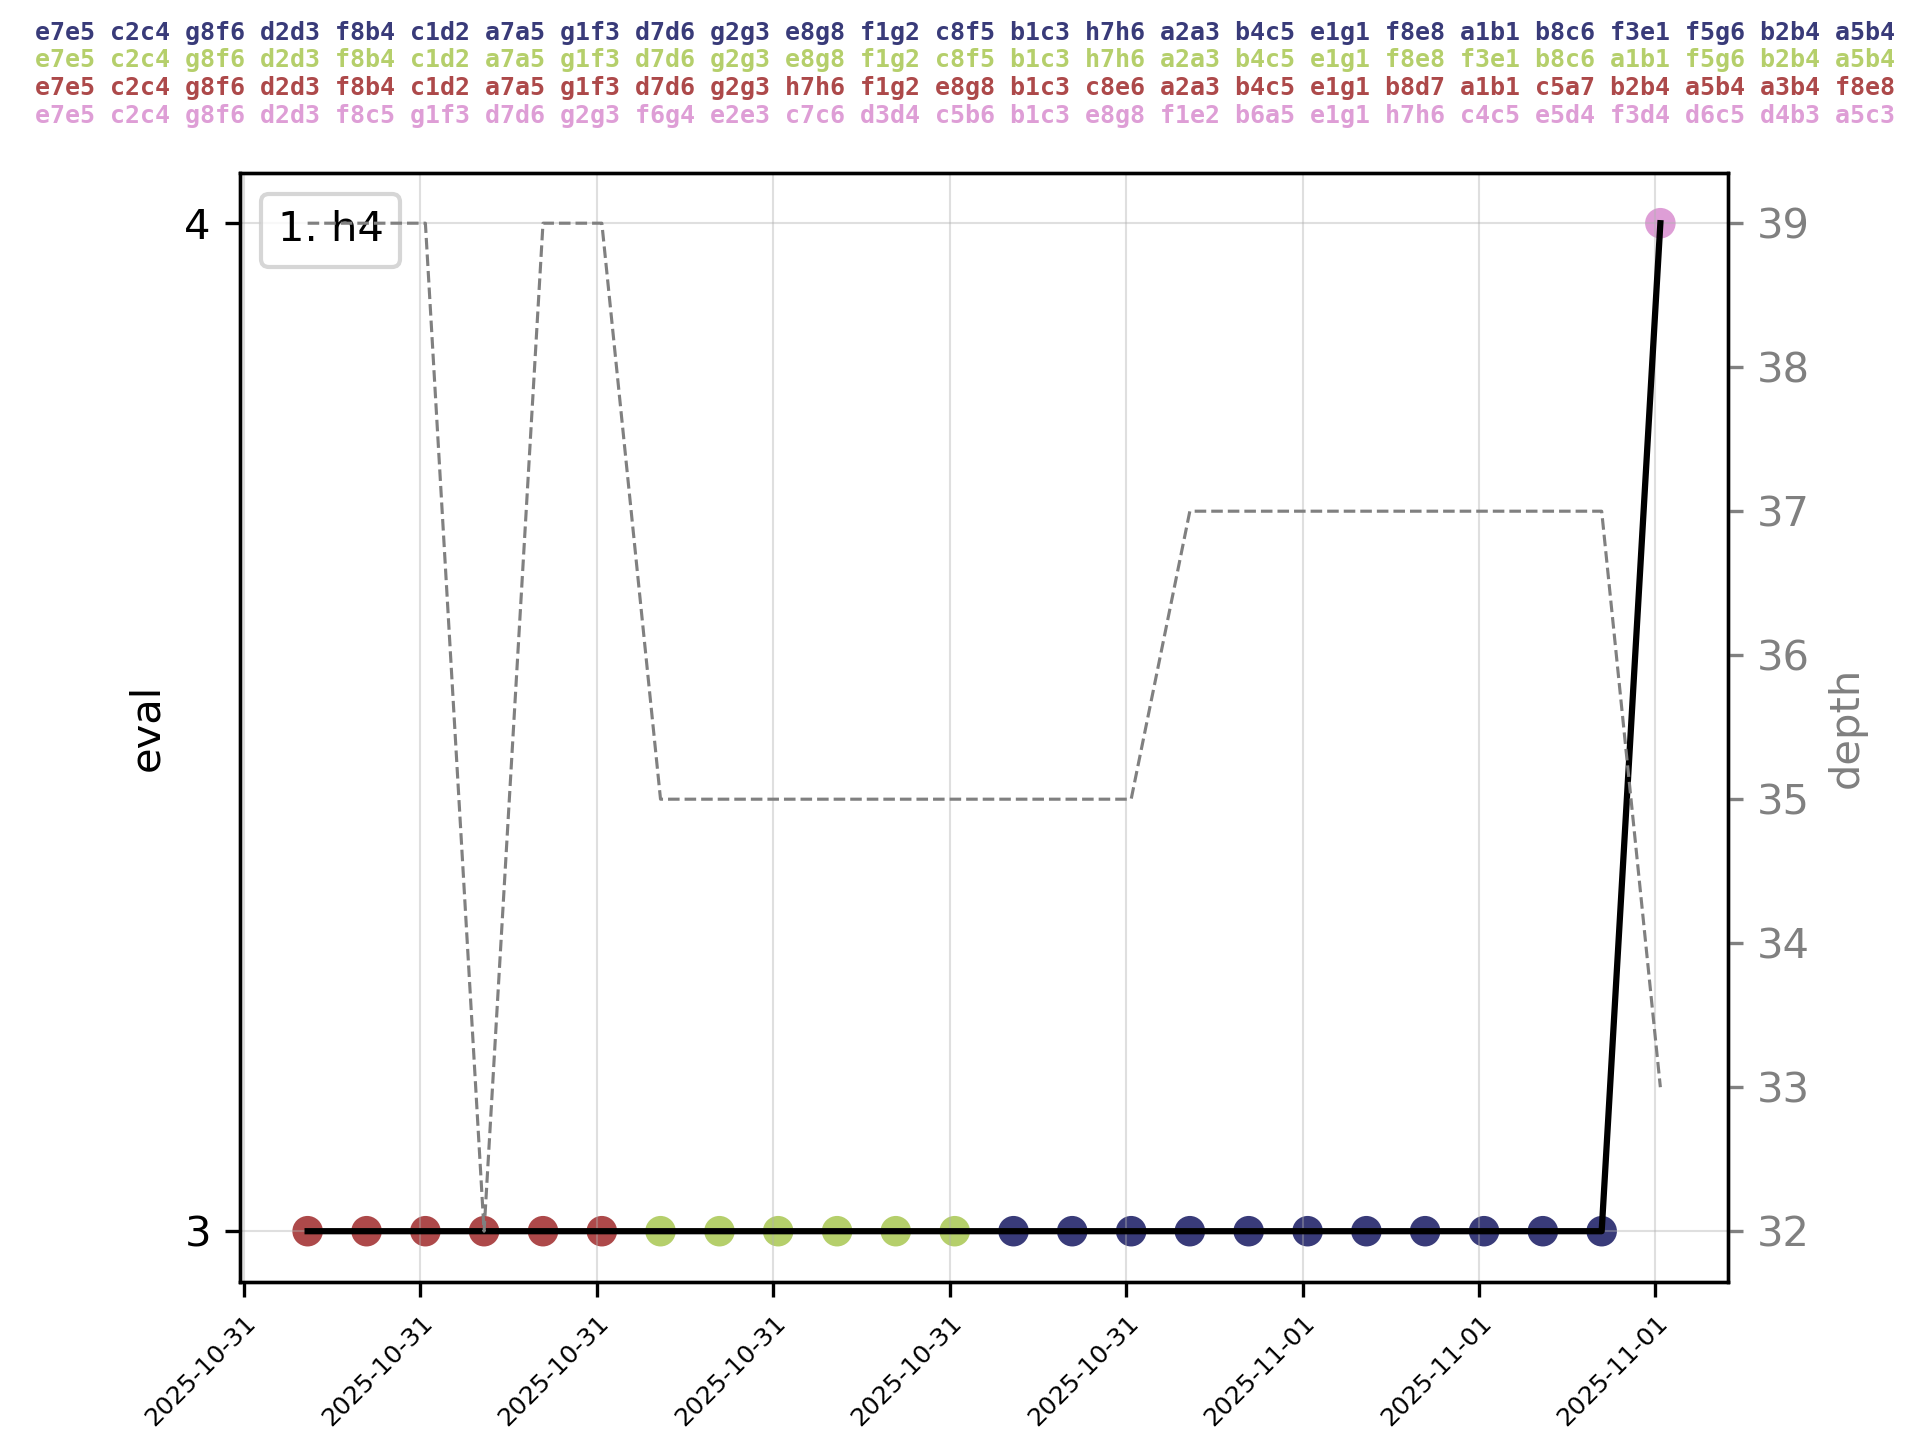 e7e5 c2c4 g8f6 d2d3 f8b4 c1d2 a7a5 g1f3 d7d6 g2g3 e8g8 f1g2 c8f5 b1c3 h7h6 a2a3 b4c5 e1g1 f8e8 a1b1 b8c6 f3e1 f5g6 b2b4 a5b4
e7e5 c2c4 g8f6 d2d3 f8b4 c1d2 a7a5 g1f3 d7d6 g2g3 e8g8 f1g2 c8f5 b1c3 h7h6 a2a3 b4c5 e1g1 f8e8 f3e1 b8c6 a1b1 f5g6 b2b4 a5b4
e7e5 c2c4 g8f6 d2d3 f8b4 c1d2 a7a5 g1f3 d7d6 g2g3 h7h6 f1g2 e8g8 b1c3 c8e6 a2a3 b4c5 e1g1 b8d7 a1b1 c5a7 b2b4 a5b4 a3b4 f8e8
e7e5 c2c4 g8f6 d2d3 f8c5 g1f3 d7d6 g2g3 f6g4 e2e3 c7c6 d3d4 c5b6 b1c3 e8g8 f1e2 b6a5 e1g1 h7h6 c4c5 e5d4 f3d4 d6c5 d4b3 a5c3
1. h4
4
3
eval
39
38
37
36
35
34
33
32
depth
2025-10-31
2025-10-31
2025-10-31
2025-10-31
2025-10-31
2025-10-31
2025-11-01
2025-11-01
2025-11-01